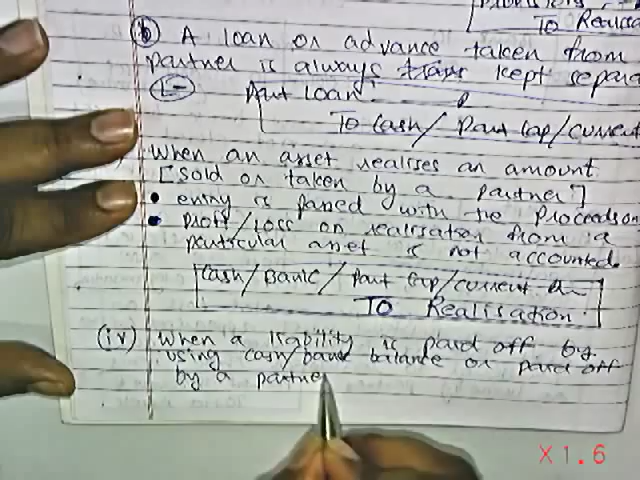 To Realisa
(b) A loan or advance taken from
partner is always kept separa
L- Part Loan
To Cash/ Part Cap/current
When an asset realises an amount
[sold or taken by a partner]
• entry is passed with the Proceeds on
• Profit/Loss on realisation from a
particular asset is not accounted.
Cash/Bank/ Part Cap/current
To Realisation
(iv) When a liability is paid off by
using cash/bank balance or paid off
by a partne
X1.6